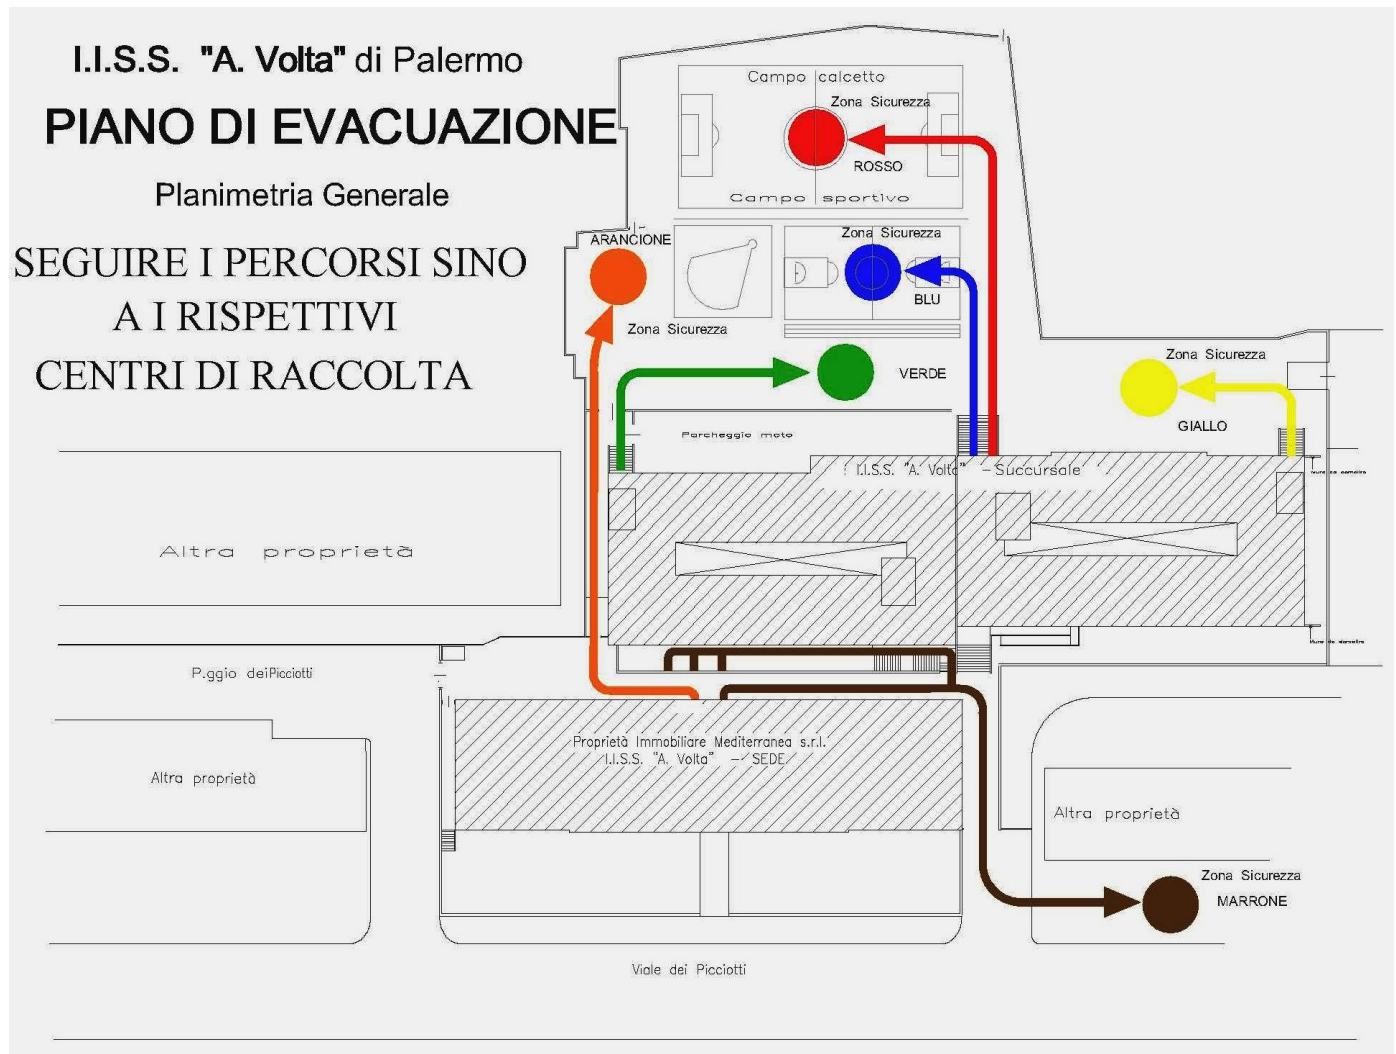 I.I.S.S. "A. Volta" di Palermo
PIANO DI EVACUAZIONE
Planimetria Generale
SEGUIRE I PERCORSI SINO
A I RISPETTIVI
CENTRI DI RACCOLTA
Campo calcetto
Zona Sicurezza
ROSSO
Campo sportivo
ARANCIONE
Zona Sicurezza
BLU
Zona Sicurezza
VERDE
Zona Sicurezza
GIALLO
Parcheggio moto
I.I.S.S. "A. Volta" - Succursale
Altra proprietà
P.ggio dei Picciotti
Altra proprietà
Proprietà Immobiliare Mediterranea s.r.l.
I.I.S.S. "A. Volta" - SEDE
Altra proprietà
Zona Sicurezza
MARRONE
Viale dei Picciotti